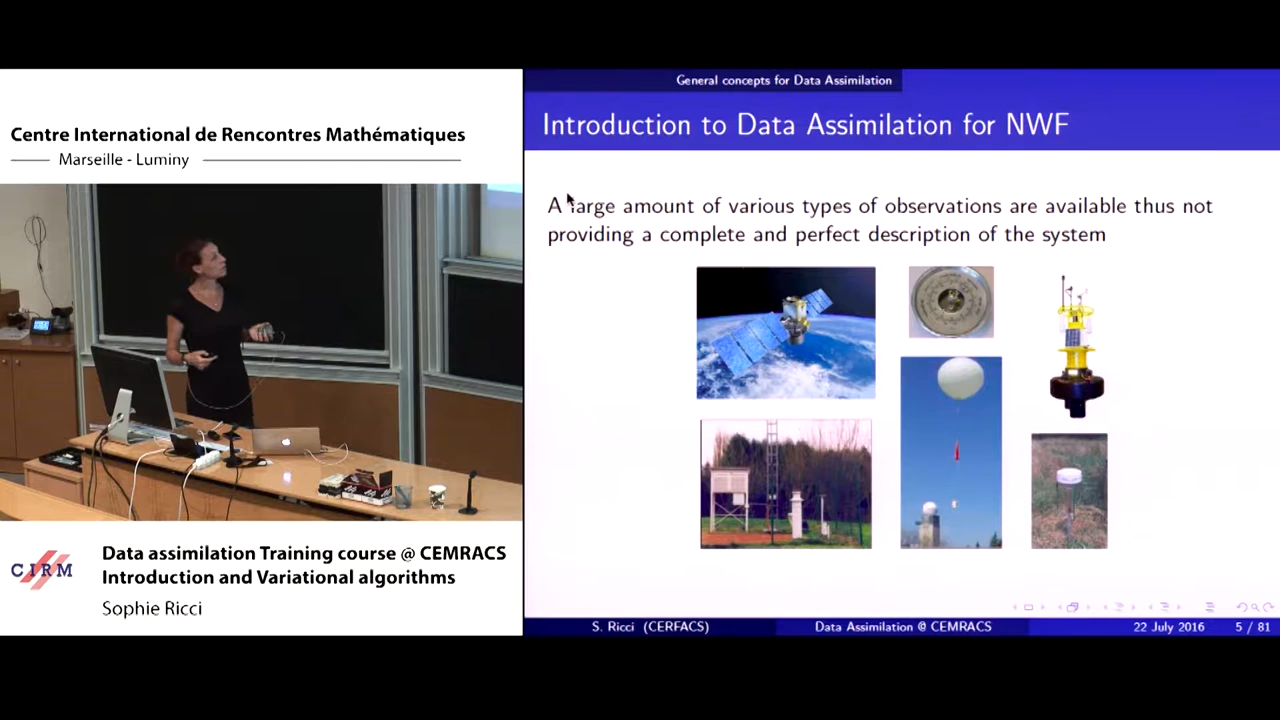 Centre International de Rencontres Mathématiques
Marseille - Luminy
CIRM
Data assimilation Training course @ CEMRACS
Introduction and Variational algorithms
Sophie Ricci
General concepts for Data Assimilation
Introduction to Data Assimilation for NWF
A large amount of various types of observations are available thus not
providing a complete and perfect description of the system
S. Ricci (CERFACS)
Data Assimilation @ CEMRACS
22 July 2016
5 / 81